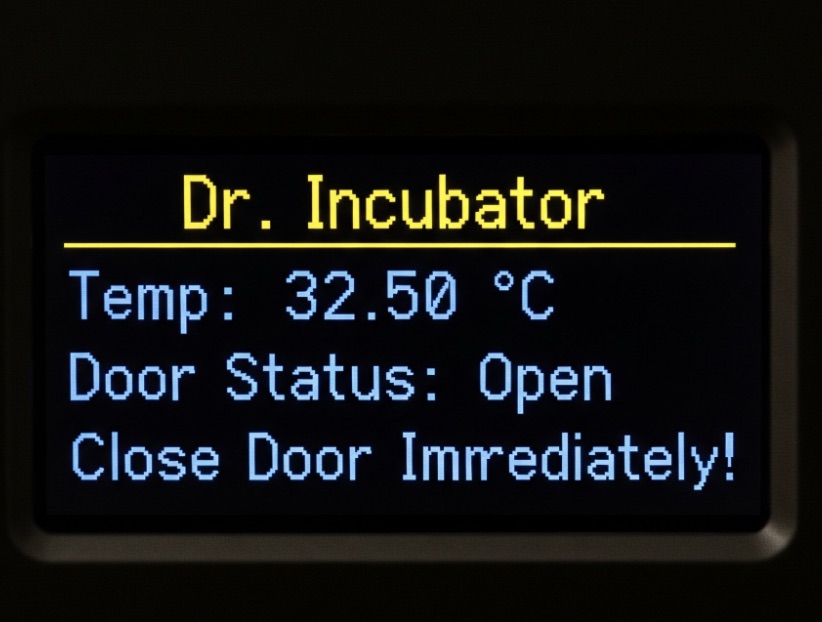 Dr. Incubator
Temp: 32.50 °C
Door Status: Open
Close Door Immediately!